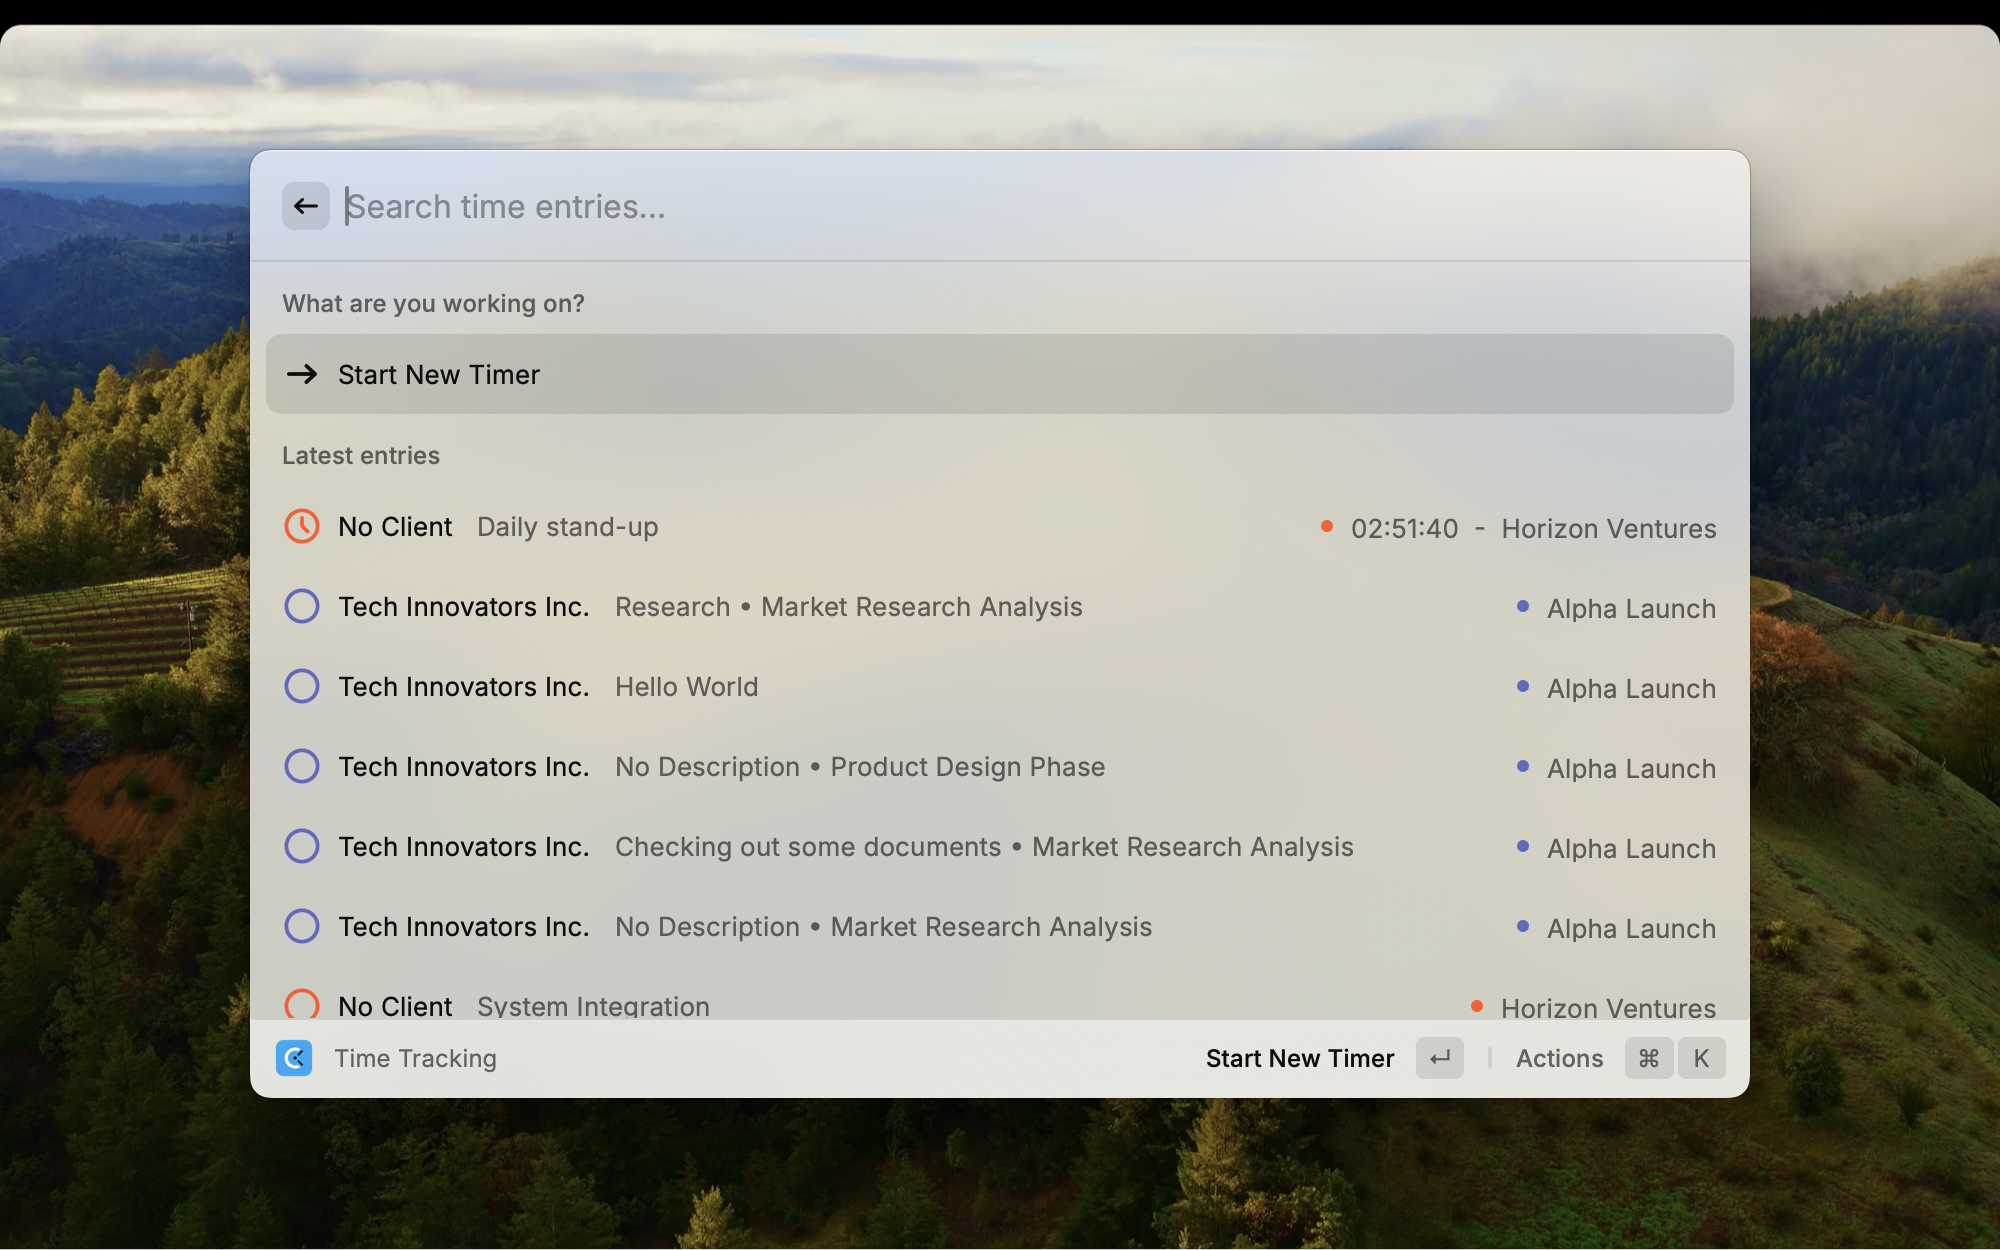 Search time entries...
What are you working on?
→ Start New Timer
Latest entries
No Client Daily stand-up 02:51:40 - Horizon Ventures
Tech Innovators Inc. Research • Market Research Analysis Alpha Launch
Tech Innovators Inc. Hello World Alpha Launch
Tech Innovators Inc. No Description • Product Design Phase Alpha Launch
Tech Innovators Inc. Checking out some documents • Market Research Analysis Alpha Launch
Tech Innovators Inc. No Description • Market Research Analysis Alpha Launch
No Client System Integration Horizon Ventures
Time Tracking Start New Timer ↵ Actions ⌘ K